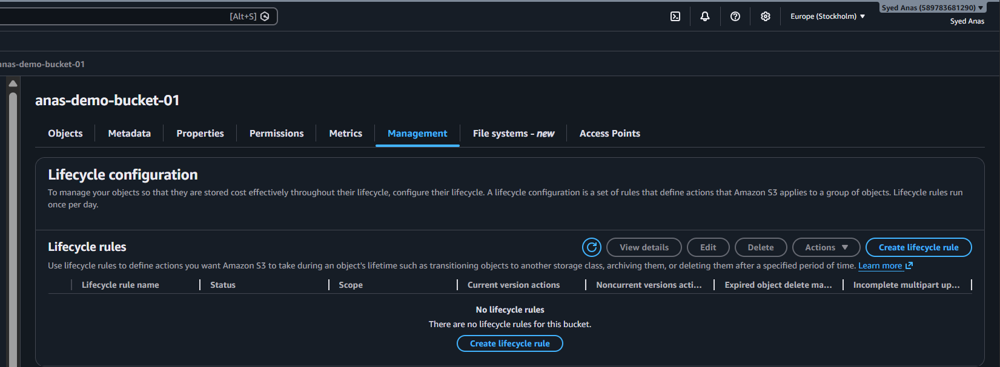 [Alt+S]
Europe (Stockholm)
Syed Anas (589783681290)
Syed Anas
anas-demo-bucket-01
anas-demo-bucket-01
Objects
Metadata
Properties
Permissions
Metrics
Management
File systems - new
Access Points
Lifecycle configuration
To manage your objects so that they are stored cost effectively throughout their lifecycle, configure their lifecycle. A lifecycle configuration is a set of rules that define actions that Amazon S3 applies to a group of objects. Lifecycle rules run
once per day.
Lifecycle rules
View details
Edit
Delete
Actions
Create lifecycle rule
Use lifecycle rules to define actions you want Amazon S3 to take during an object's lifetime such as transitioning objects to another storage class, archiving them, or deleting them after a specified period of time. Learn more
Lifecycle rule name
Status
Scope
Current version actions
Noncurrent versions acti...
Expired object delete ma...
Incomplete multipart up...
No lifecycle rules
There are no lifecycle rules for this bucket.
Create lifecycle rule